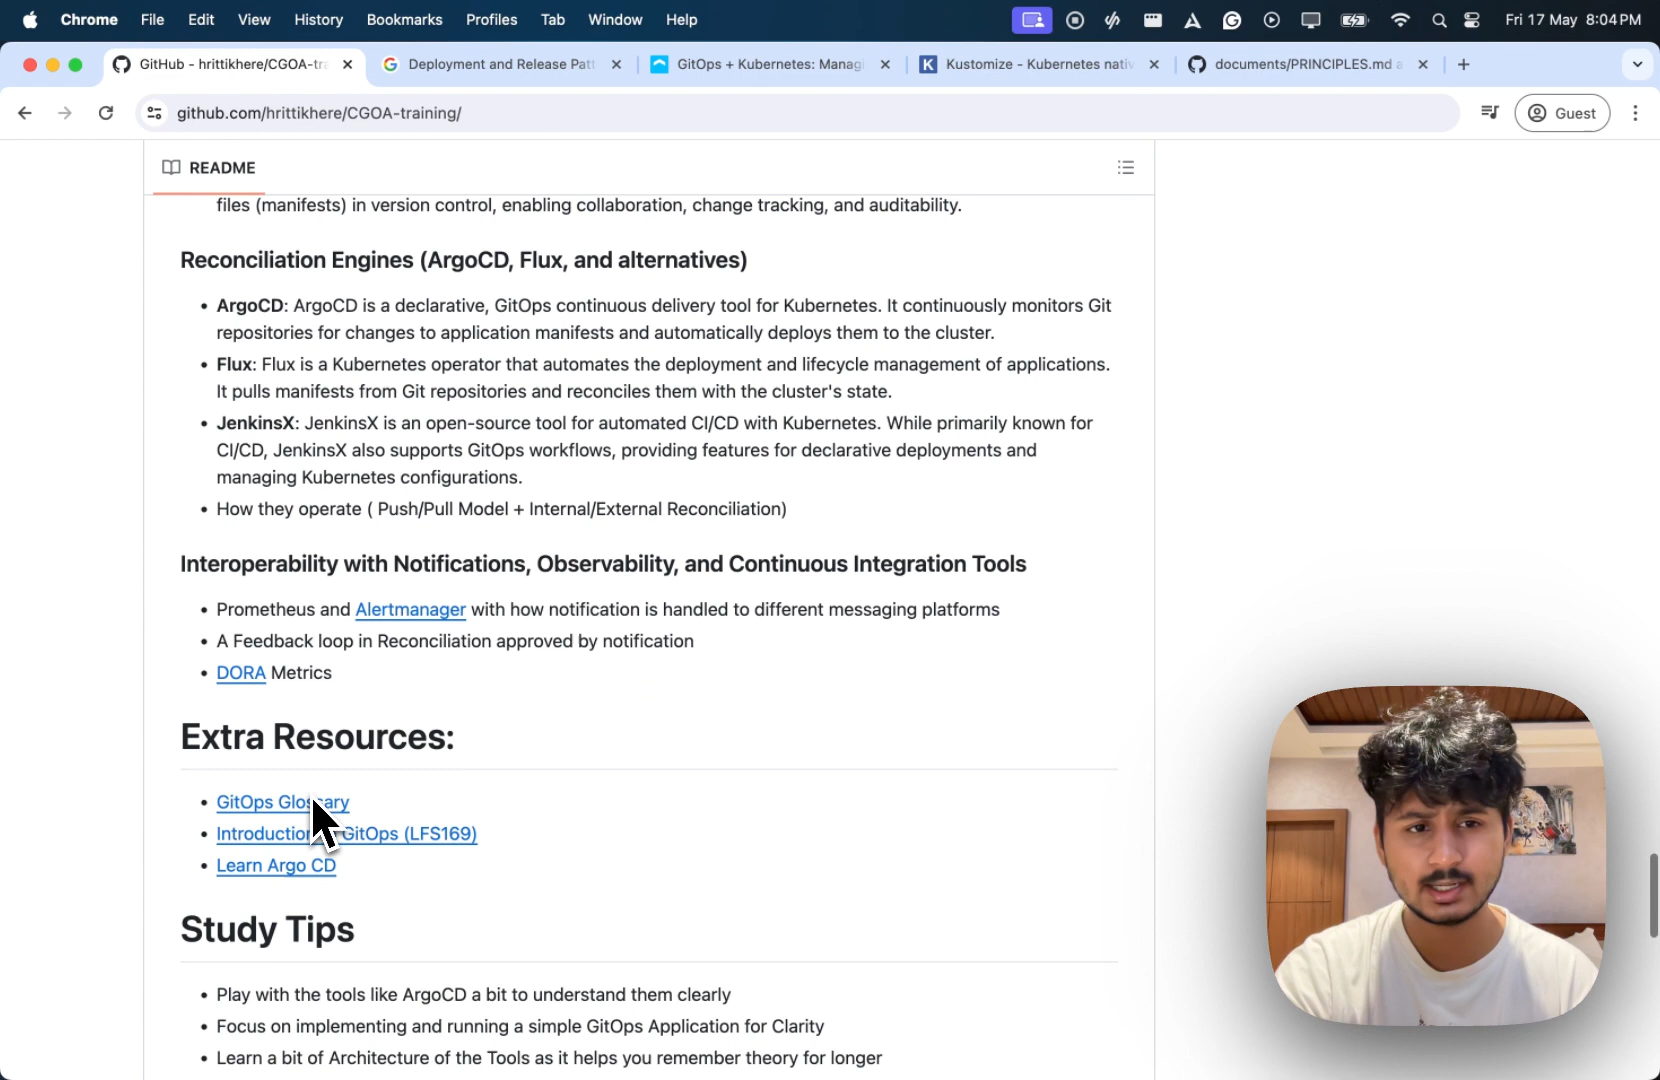 Chrome File Edit View History Bookmarks Profiles Tab Window Help Fri 17 May 8:04 PM
GitHub - hrittikhere/CGOA-tra Deployment and Release Patt GitOps + Kubernetes: Managi Kustomize - Kubernetes nativ documents/PRINCIPLES.md a
github.com/hrittikhere/CGOA-training/ Guest
README
files (manifests) in version control, enabling collaboration, change tracking, and auditability.
Reconciliation Engines (ArgoCD, Flux, and alternatives)
• ArgoCD: ArgoCD is a declarative, GitOps continuous delivery tool for Kubernetes. It continuously monitors Git
repositories for changes to application manifests and automatically deploys them to the cluster.
• Flux: Flux is a Kubernetes operator that automates the deployment and lifecycle management of applications.
It pulls manifests from Git repositories and reconciles them with the cluster's state.
• JenkinsX: JenkinsX is an open-source tool for automated CI/CD with Kubernetes. While primarily known for
CI/CD, JenkinsX also supports GitOps workflows, providing features for declarative deployments and
managing Kubernetes configurations.
• How they operate ( Push/Pull Model + Internal/External Reconciliation)
Interoperability with Notifications, Observability, and Continuous Integration Tools
• Prometheus and Alertmanager with how notification is handled to different messaging platforms
• A Feedback loop in Reconciliation approved by notification
• DORA Metrics
Extra Resources:
• GitOps Glossary
• Introduction GitOps (LFS169)
• Learn Argo CD
Study Tips
• Play with the tools like ArgoCD a bit to understand them clearly
• Focus on implementing and running a simple GitOps Application for Clarity
• Learn a bit of Architecture of the Tools as it helps you remember theory for longer